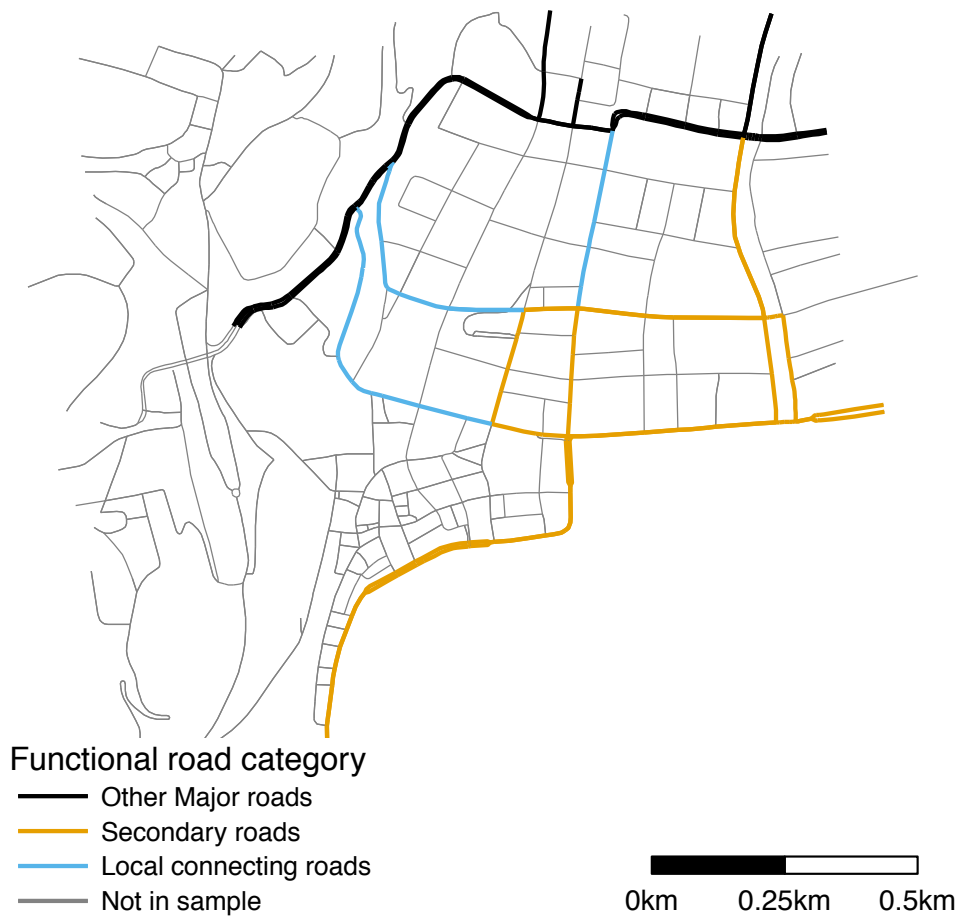 Functional road category
Other Major roads
Secondary roads
Local connecting roads
Not in sample
0km 0.25km 0.5km